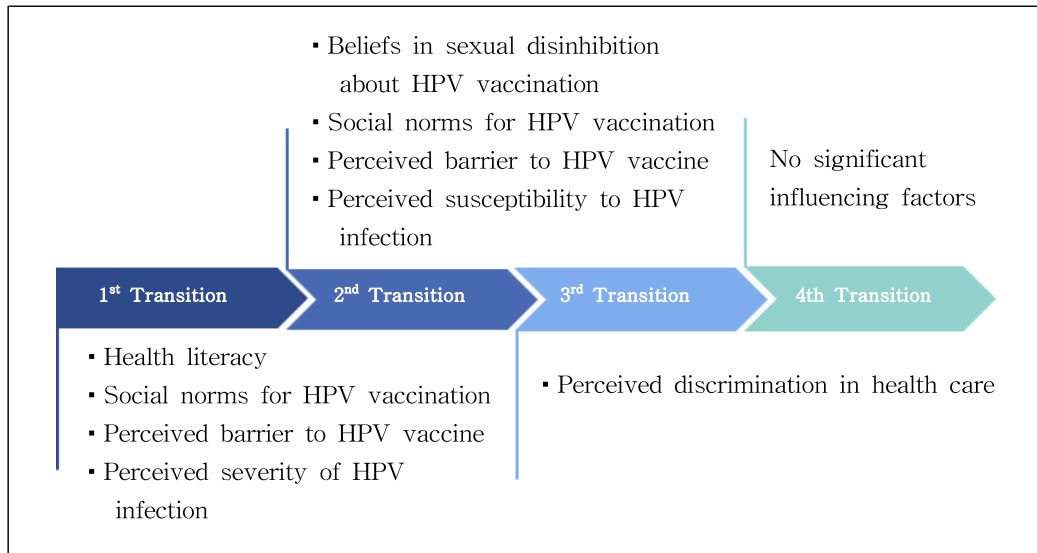 ▪ Beliefs in sexual disinhibition
about HPV vaccination
▪ Social norms for HPV vaccination
▪ Perceived barrier to HPV vaccine
▪ Perceived susceptibility to HPV
infection
No significant
influencing factors
1st Transition
2nd Transition
3rd Transition
4th Transition
▪ Health literacy
▪ Social norms for HPV vaccination
▪ Perceived barrier to HPV vaccine
▪ Perceived severity of HPV
infection
▪ Perceived discrimination in health care